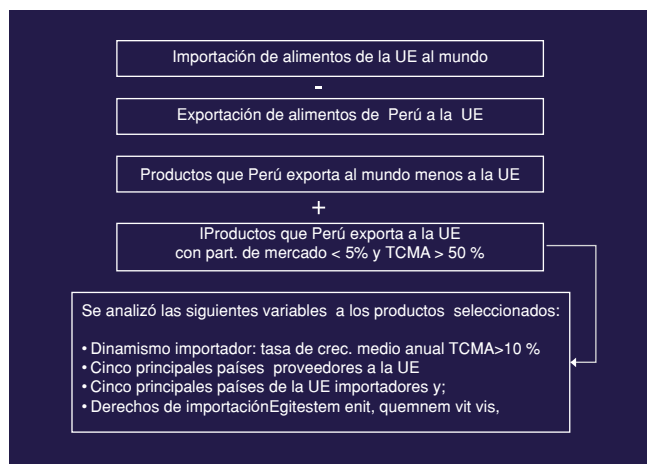 Importación de alimentos de la UE al mundo
-
Exportación de alimentos de Perú a la UE
Productos que Perú exporta al mundo menos a la UE
+
IProductos que Perú exporta a la UE
con part. de mercado < 5% y TCMA > 50 %
Se analizó las siguientes variables a los productos seleccionados:
• Dinamismo importador: tasa de crec. medio anual TCMA>10 %
• Cinco principales países proveedores a la UE
• Cinco principales países de la UE importadores y;
• Derechos de importaciónEgitestem enit, quemnem vit vis,